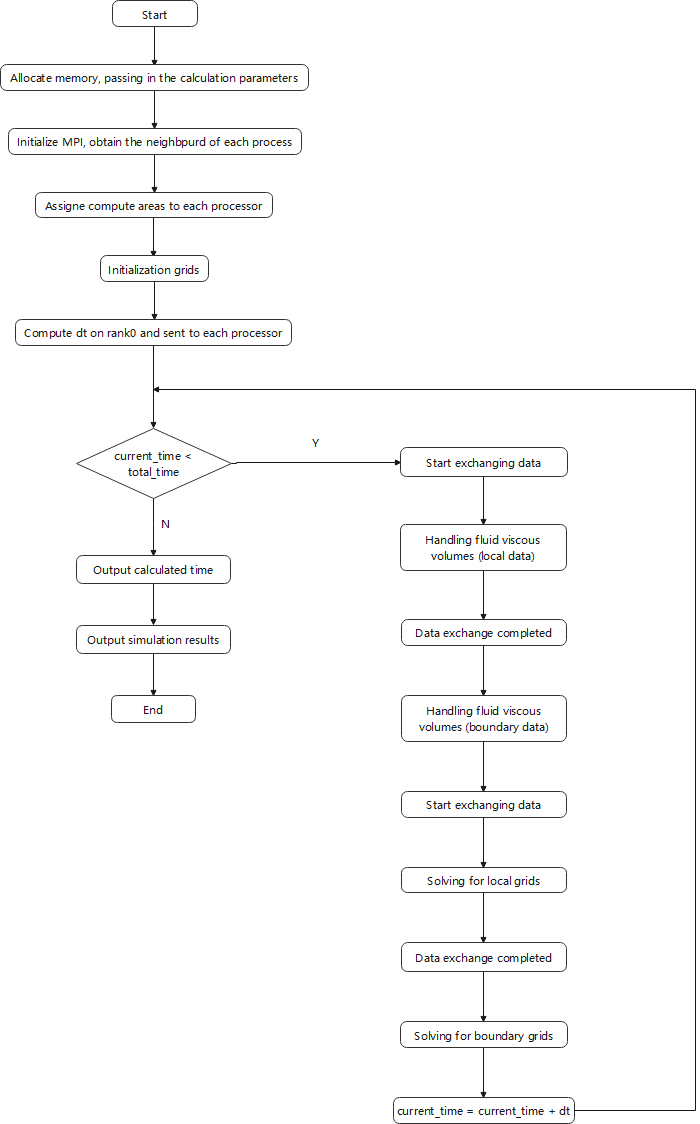 Start
Allocate memory, passing in the calculation parameters
Initialize MPI, obtain the neighbpurd of each process
Assigne compute areas to each processor
Initialization grids
Compute dt on rank0 and sent to each processor
current_time <
total_time
Y
N
Output calculated time
Output simulation results
End
Start exchanging data
Handling fluid viscous
volumes (local data)
Data exchange completed
Handling fluid viscous
volumes (boundary data)
Start exchanging data
Solving for local grids
Data exchange completed
Solving for boundary grids
current_time = current_time + dt